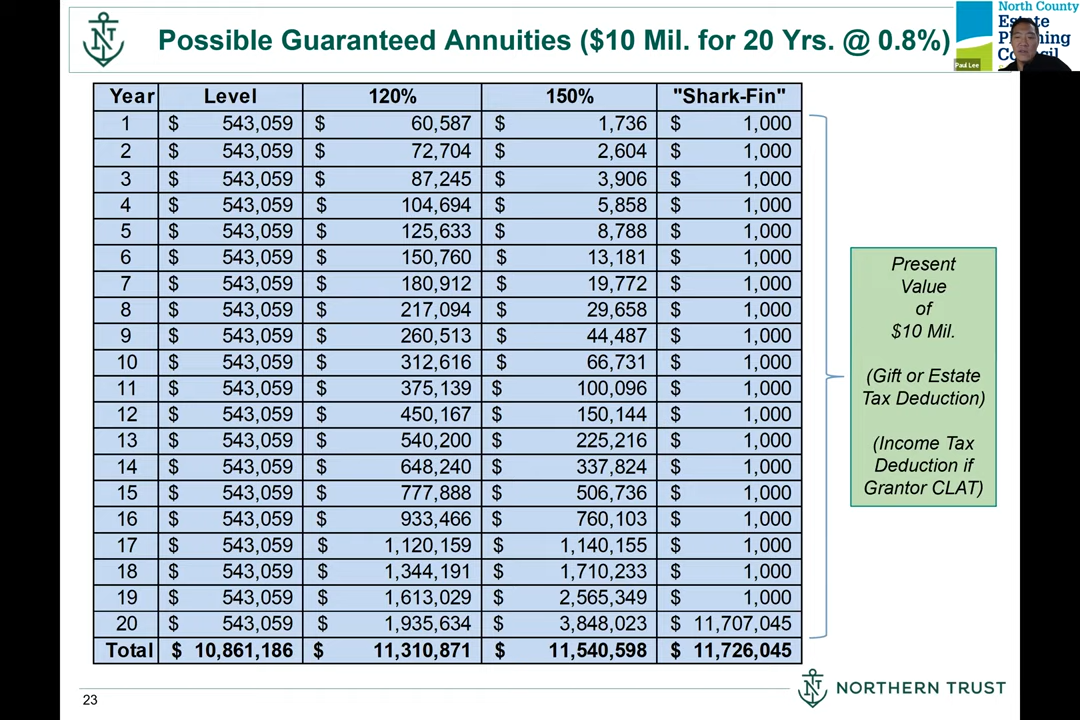 Possible Guaranteed Annuities ($10 Mil. for 20 Yrs. @ 0.8%)
North County
Estate
Planning
Council
Paul Lee
Year Level 120% 150% "Shark-Fin"
1 $ 543,059 $ 60,587 $ 1,736 $ 1,000
2 $ 543,059 $ 72,704 $ 2,604 $ 1,000
3 $ 543,059 $ 87,245 $ 3,906 $ 1,000
4 $ 543,059 $ 104,694 $ 5,858 $ 1,000
5 $ 543,059 $ 125,633 $ 8,788 $ 1,000
6 $ 543,059 $ 150,760 $ 13,181 $ 1,000
7 $ 543,059 $ 180,912 $ 19,772 $ 1,000
8 $ 543,059 $ 217,094 $ 29,658 $ 1,000
9 $ 543,059 $ 260,513 $ 44,487 $ 1,000
10 $ 543,059 $ 312,616 $ 66,731 $ 1,000
11 $ 543,059 $ 375,139 $ 100,096 $ 1,000
12 $ 543,059 $ 450,167 $ 150,144 $ 1,000
13 $ 543,059 $ 540,200 $ 225,216 $ 1,000
14 $ 543,059 $ 648,240 $ 337,824 $ 1,000
15 $ 543,059 $ 777,888 $ 506,736 $ 1,000
16 $ 543,059 $ 933,466 $ 760,103 $ 1,000
17 $ 543,059 $ 1,120,159 $ 1,140,155 $ 1,000
18 $ 543,059 $ 1,344,191 $ 1,710,233 $ 1,000
19 $ 543,059 $ 1,613,029 $ 2,565,349 $ 1,000
20 $ 543,059 $ 1,935,634 $ 3,848,023 $ 11,707,045
Total $ 10,861,186 $ 11,310,871 $ 11,540,598 $ 11,726,045
Present
Value
of
$10 Mil.
(Gift or Estate
Tax Deduction)
(Income Tax
Deduction if
Grantor CLAT)
23
NT
NORTHERN TRUST